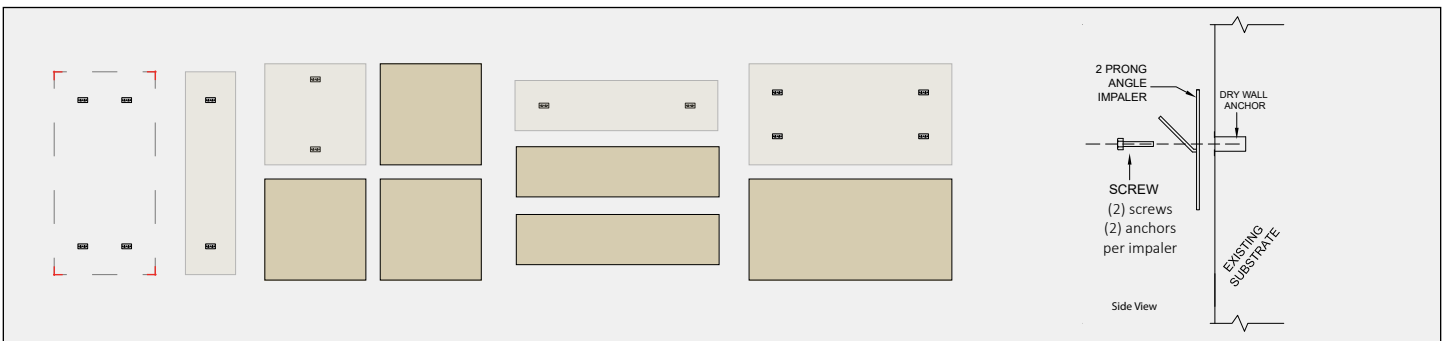 2 PRONG
ANGLE
IMPALER
DRY WALL
ANCHOR
SCREW
(2) screws
(2) anchors
per impaler
EXISTING
SUBSTRATE
Side View